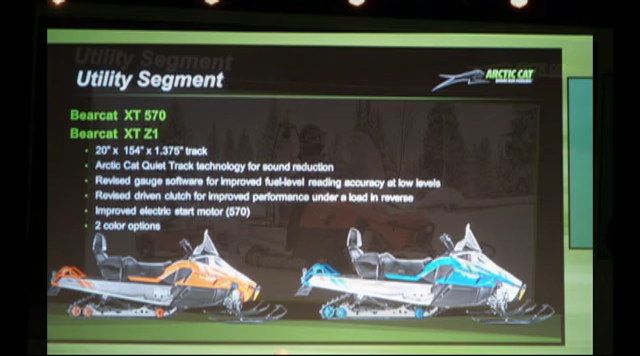 Utility Segment
Utility Segment
ARCTIC CAT
Bearcat XT 570
Bearcat XT Z1
• 20" x 154" x 1.375" track
• Arctic Cat Quiet Track technology for sound reduction
• Revised gauge software for improved fuel-level reading accuracy at low levels
• Revised driven clutch for improved performance under a load in reverse
• Improved electric start motor (570)
• 2 color options